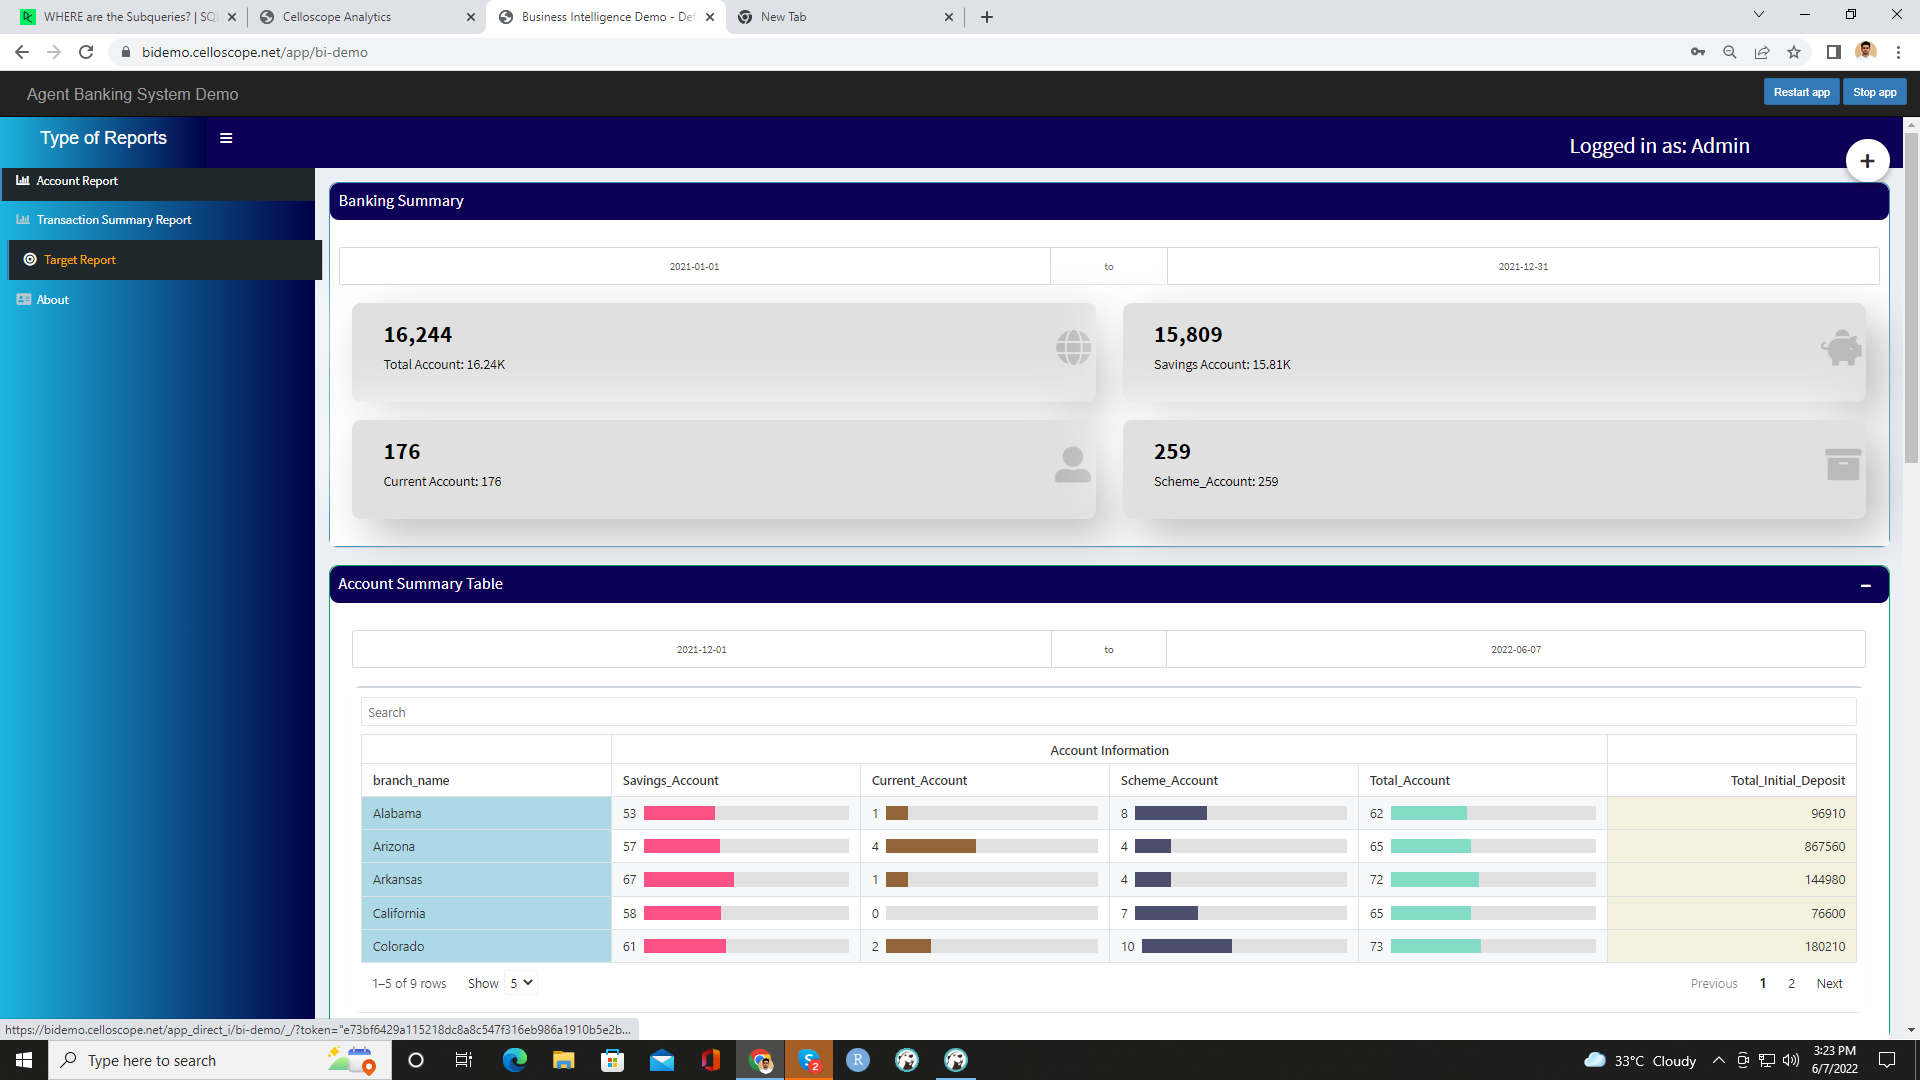 WHERE are the Subqueries? | SQ
Celloscope Analytics
Business Intelligence Demo - De
New Tab
bidemo.celloscope.net/app/bi-demo
Agent Banking System Demo
Restart app
Stop app
Type of Reports
Logged in as: Admin
+
Account Report
Transaction Summary Report
Target Report
About
Banking Summary
2021-01-01 to 2021-12-31
16,244
Total Account: 16.24K
15,809
Savings Account: 15.81K
176
Current Account: 176
259
Scheme_Account: 259
Account Summary Table
2021-12-01 to 2022-06-07
Search
Account Information
branch_name Savings_Account Current_Account Scheme_Account Total_Account Total_Initial_Deposit
Alabama 53 1 8 62 96910
Arizona 57 4 4 65 867560
Arkansas 67 1 4 72 144980
California 58 0 7 65 76600
Colorado 61 2 10 73 180210
1–5 of 9 rows Show 5
Previous 1 2 Next
https://bidemo.celloscope.net/app_direct_i/bi-demo/_/?token="e73bf6429a115218dc8a8c547f316eb986a1910b5e2b...
Type here to search
S 2
R
33°C Cloudy
3:23 PM
6/7/2022